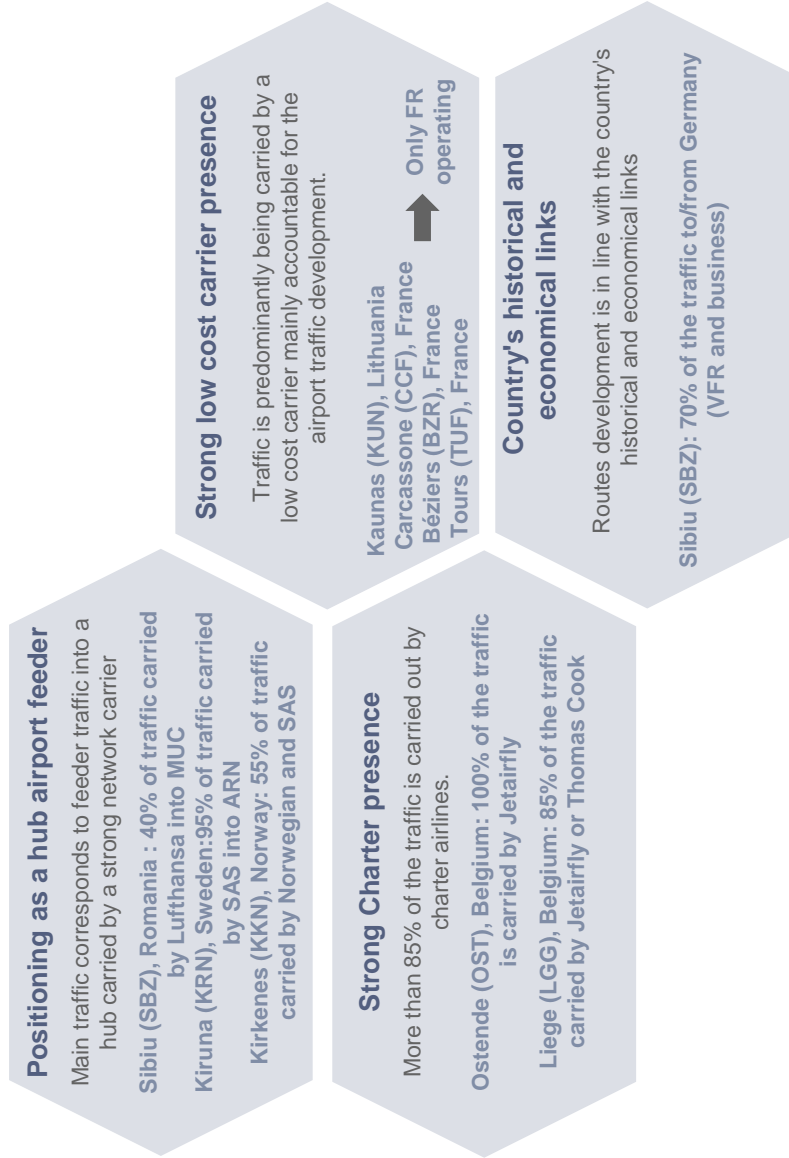 Positioning as a hub airport feeder
Main traffic corresponds to feeder traffic into a
hub carried by a strong network carrier
Sibiu (SBZ), Romania : 40% of traffic carried
by Lufthansa into MUC
Kiruna (KRN), Sweden:95% of traffic carried
by SAS into ARN
Kirkenes (KKN), Norway: 55% of traffic
carried by Norwegian and SAS
Strong low cost carrier presence
Traffic is predominantly being carried by a
low cost carrier mainly accountable for the
airport traffic development.
Kaunas (KUN), Lithuania
Carcassone (CCF), France
Béziers (BZR), France
Tours (TUF), France
Only FR
operating
Strong Charter presence
More than 85% of the traffic is carried out by
charter airlines.
Ostende (OST), Belgium: 100% of the traffic
is carried by Jetairfly
Liege (LGG), Belgium: 85% of the traffic
carried by Jetairfly or Thomas Cook
Country's historical and
economical links
Routes development is in line with the country's
historical and economical links
Sibiu (SBZ): 70% of the traffic to/from Germany
(VFR and business)